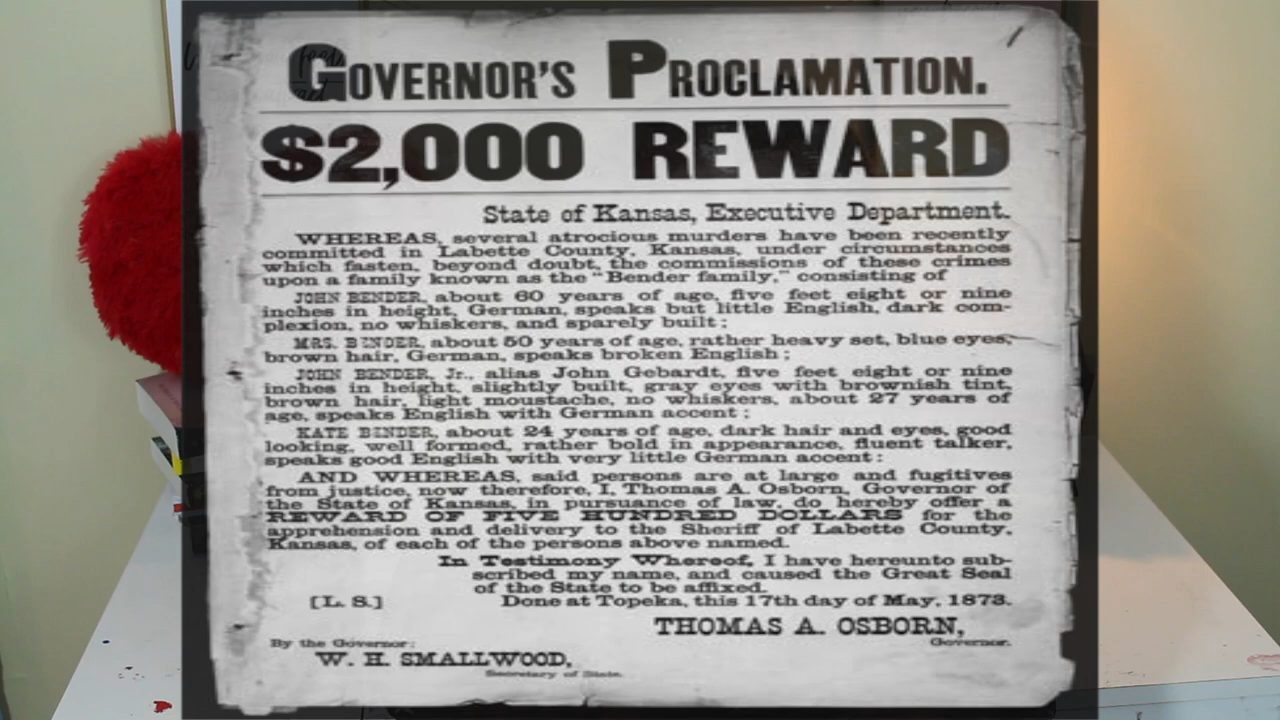 GOVERNOR'S PROCLAMATION.
$2,000 REWARD
State of Kansas, Executive Department.
WHEREAS, several atrocious murders have been recently
committed in Labette County, Kansas, under circumstances
which fasten, beyond doubt, the commissions of these crimes
upon a family known as the "Bender family," consisting of
JOHN BENDER, about 60 years of age, five feet eight or nine
inches in height, German, speaks but little English, dark com-
plexion, no whiskers, and sparely built;
MRS. BENDER, about 50 years of age, rather heavy set, blue eyes,
brown hair, German, speaks broken English;
JOHN BENDER, Jr., alias John Gebardt, five feet eight or nine
inches in height, slightly built, gray eyes with brownish tint,
brown hair, light moustache, no whiskers, about 27 years of
age, speaks English with German accent;
KATE BENDER, about 24 years of age, dark hair and eyes, good
looking, well formed, rather bold in appearance, fluent talker,
speaks good English with very little German accent:
AND WHEREAS, said persons are at large and fugitives
from justice, now therefore, I, Thomas A. Osborn, Governor of
the State of Kansas, in pursuance of law, do hereby offer a
REWARD OF FIVE HUNDRED DOLLARS for the
apprehension and delivery to the Sheriff of Labette County,
Kansas, of each of the persons above named.
In Testimony Whereof, I have hereunto sub-
scribed my name, and caused the Great Seal
of the State to be affixed.
[L. S.] Done at Topeka, this 17th day of May, 1873.
THOMAS A. OSBORN,
Governor.
By the Governor:
W. H. SMALLWOOD,
Secretary of State.